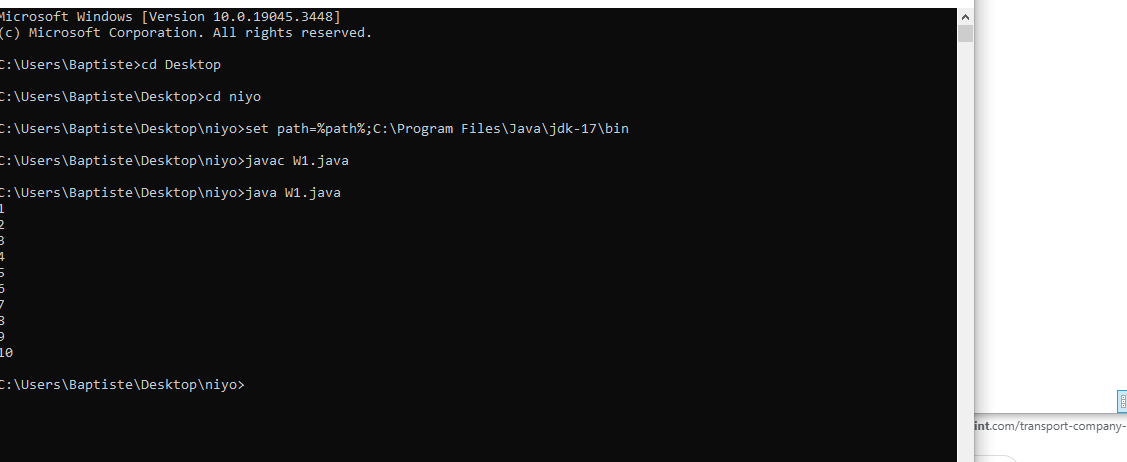 Microsoft Windows [Version 10.0.19045.3448]
(c) Microsoft Corporation. All rights reserved.
C:\Users\Baptiste>cd Desktop
C:\Users\Baptiste\Desktop>cd niyo
C:\Users\Baptiste\Desktop\niyo>set path=%path%;C:\Program Files\Java\jdk-17\bin
C:\Users\Baptiste\Desktop\niyo>javac W1.java
C:\Users\Baptiste\Desktop\niyo>java W1.java
1
2
3
4
5
6
7
8
9
10
C:\Users\Baptiste\Desktop\niyo>
int.com/transport-company-